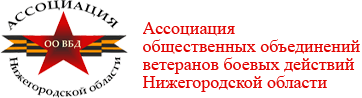 АССОЦИАЦИЯ
ОО ВБД
Нижегородской области
Ассоциация
общественных объединений
ветеранов боевых действий
Нижегородской области